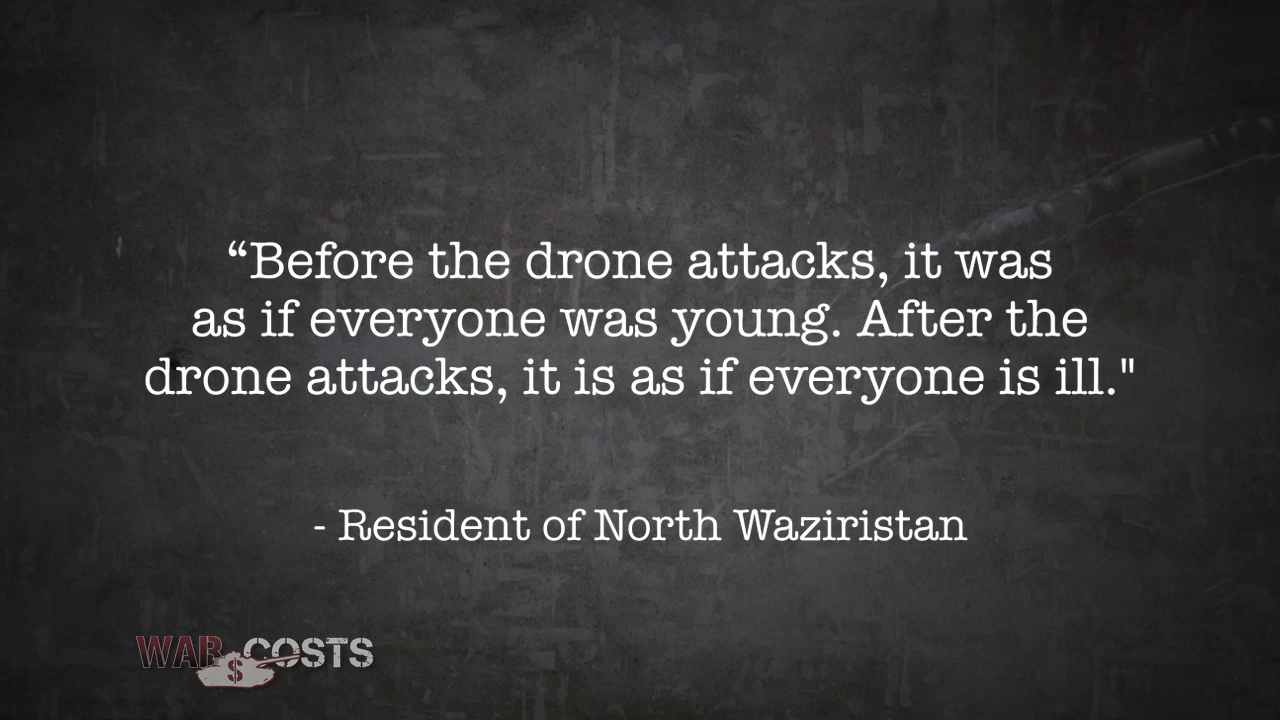 “Before the drone attacks, it was
as if everyone was young. After the
drone attacks, it is as if everyone is ill."
- Resident of North Waziristan
WAR COSTS
$